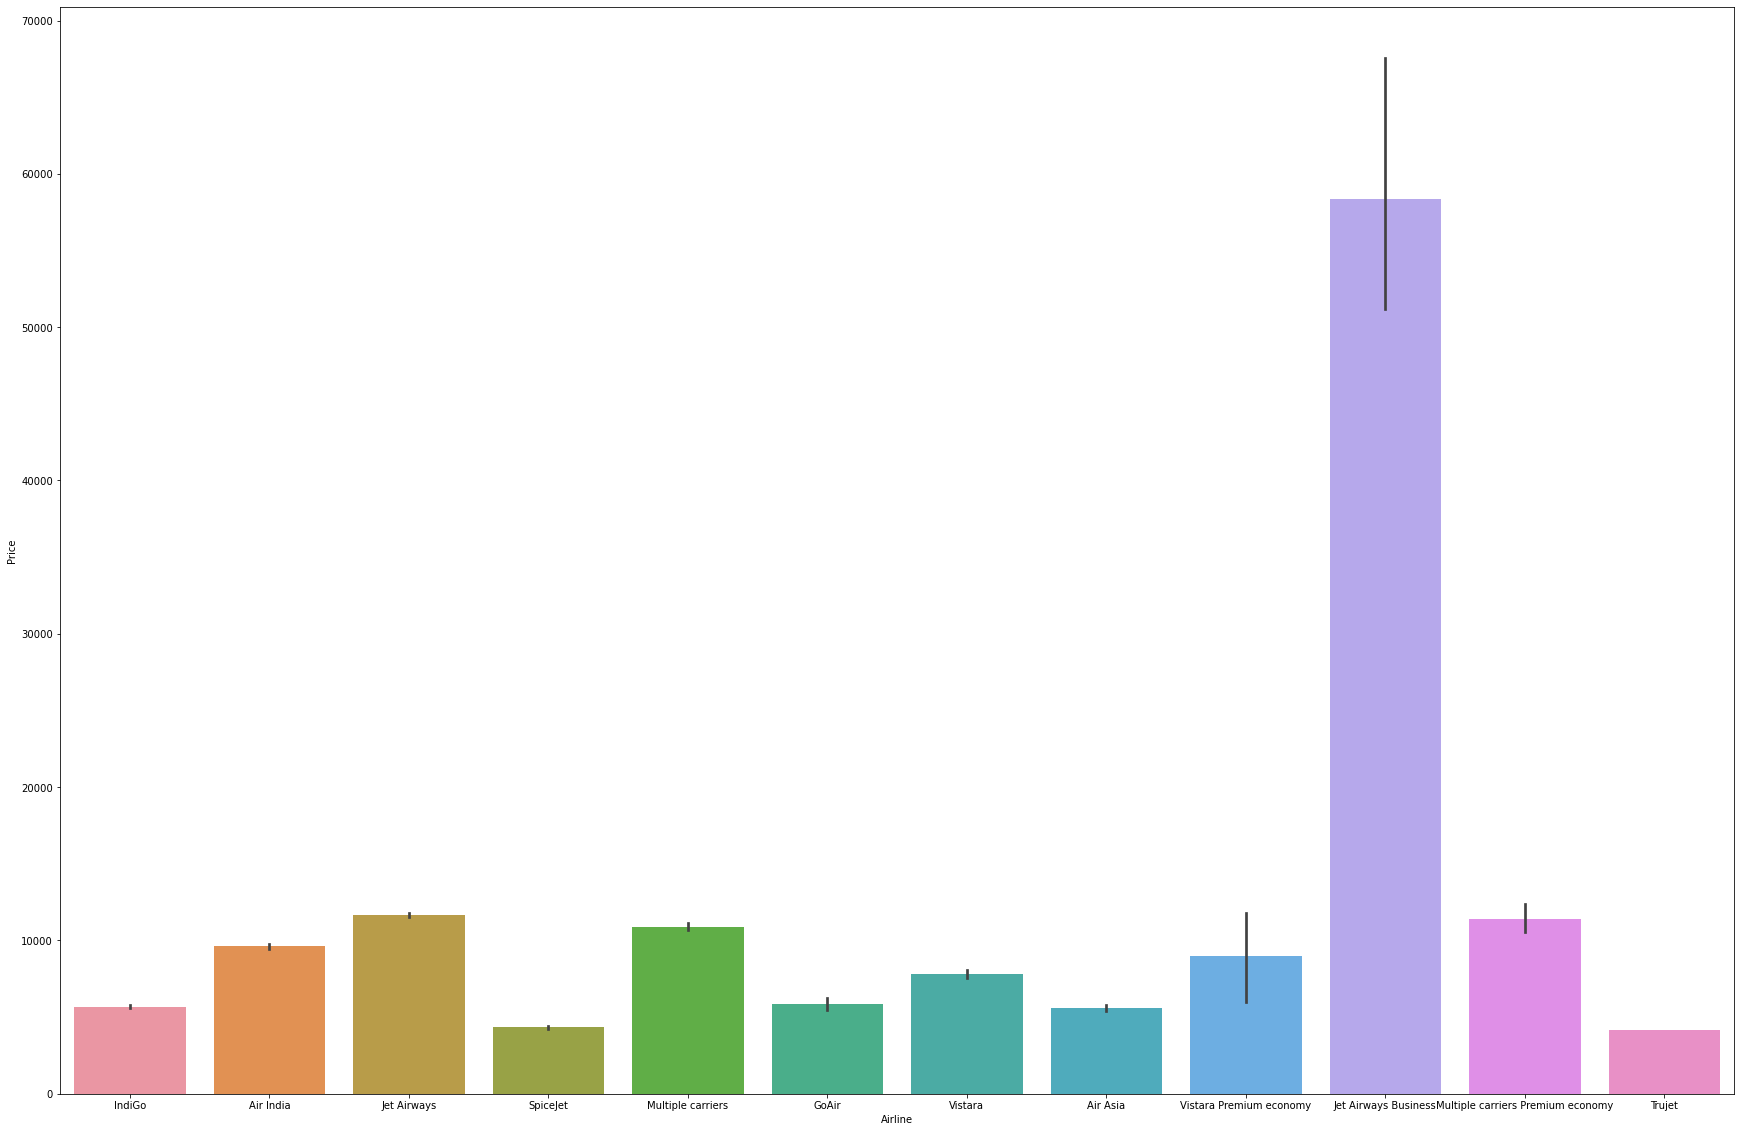 70000
60000
50000
40000
30000
20000
10000
0
Price
IndiGo
Air India
Jet Airways
SpiceJet
Multiple carriers
GoAir
Vistara
Air Asia
Vistara Premium economy
Jet Airways Business
Multiple carriers Premium economy
Trujet
Airline